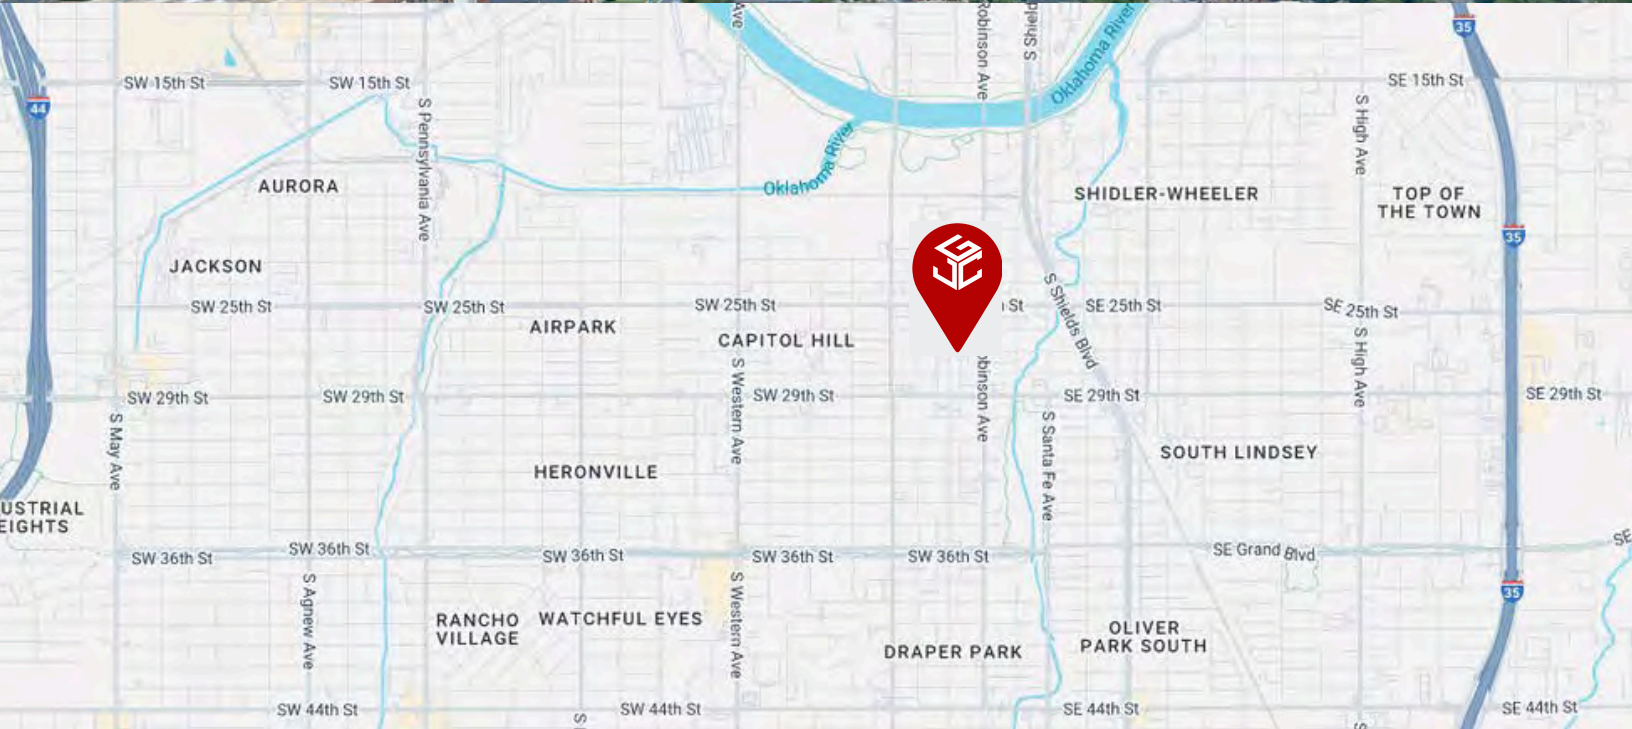 Ave
Robinson Ave
S Shield
Oklahoma River
35
SW 15th St
SW 15th St
SE 15th St
44
S Pennsylvania Ave
S High Ave
Oklahoma River
AURORA
SHIDLER-WHEELER
TOP OF
THE TOWN
35
JACKSON
GJC
SW 25th St
SW 25th St
SW 25th St
St
SE 25th St
SE 25th St
S Shields Blvd
AIRPARK
CAPITOL HILL
S High Ave
S Western Ave
binson Ave
SW 29th St
SW 29th St
SW 29th St
SE 29th St
SE 29th St
S May Ave
S Santa Fe Ave
SOUTH LINDSEY
HERONVILLE
USTRIAL
EIGHTS
SW 36th St
SW 36th St
SW 36th St
SW 36th St
SW 36th St
SE Grand Blvd
SE
S Agnew Ave
S Western Ave
35
RANCHO
VILLAGE
WATCHFUL EYES
OLIVER
PARK SOUTH
DRAPER PARK
SW 44th St
SW 44th St
SE 44th St
SE 44th St
S
S